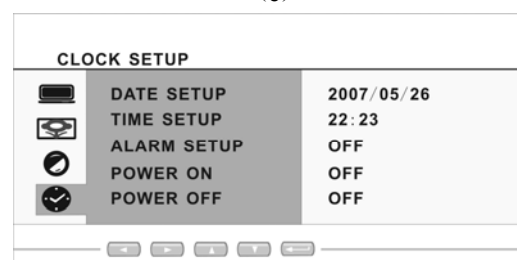 CLOCK SETUP
DATE SETUP 2007/05/26
TIME SETUP 22:23
ALARM SETUP OFF
POWER ON OFF
POWER OFF OFF